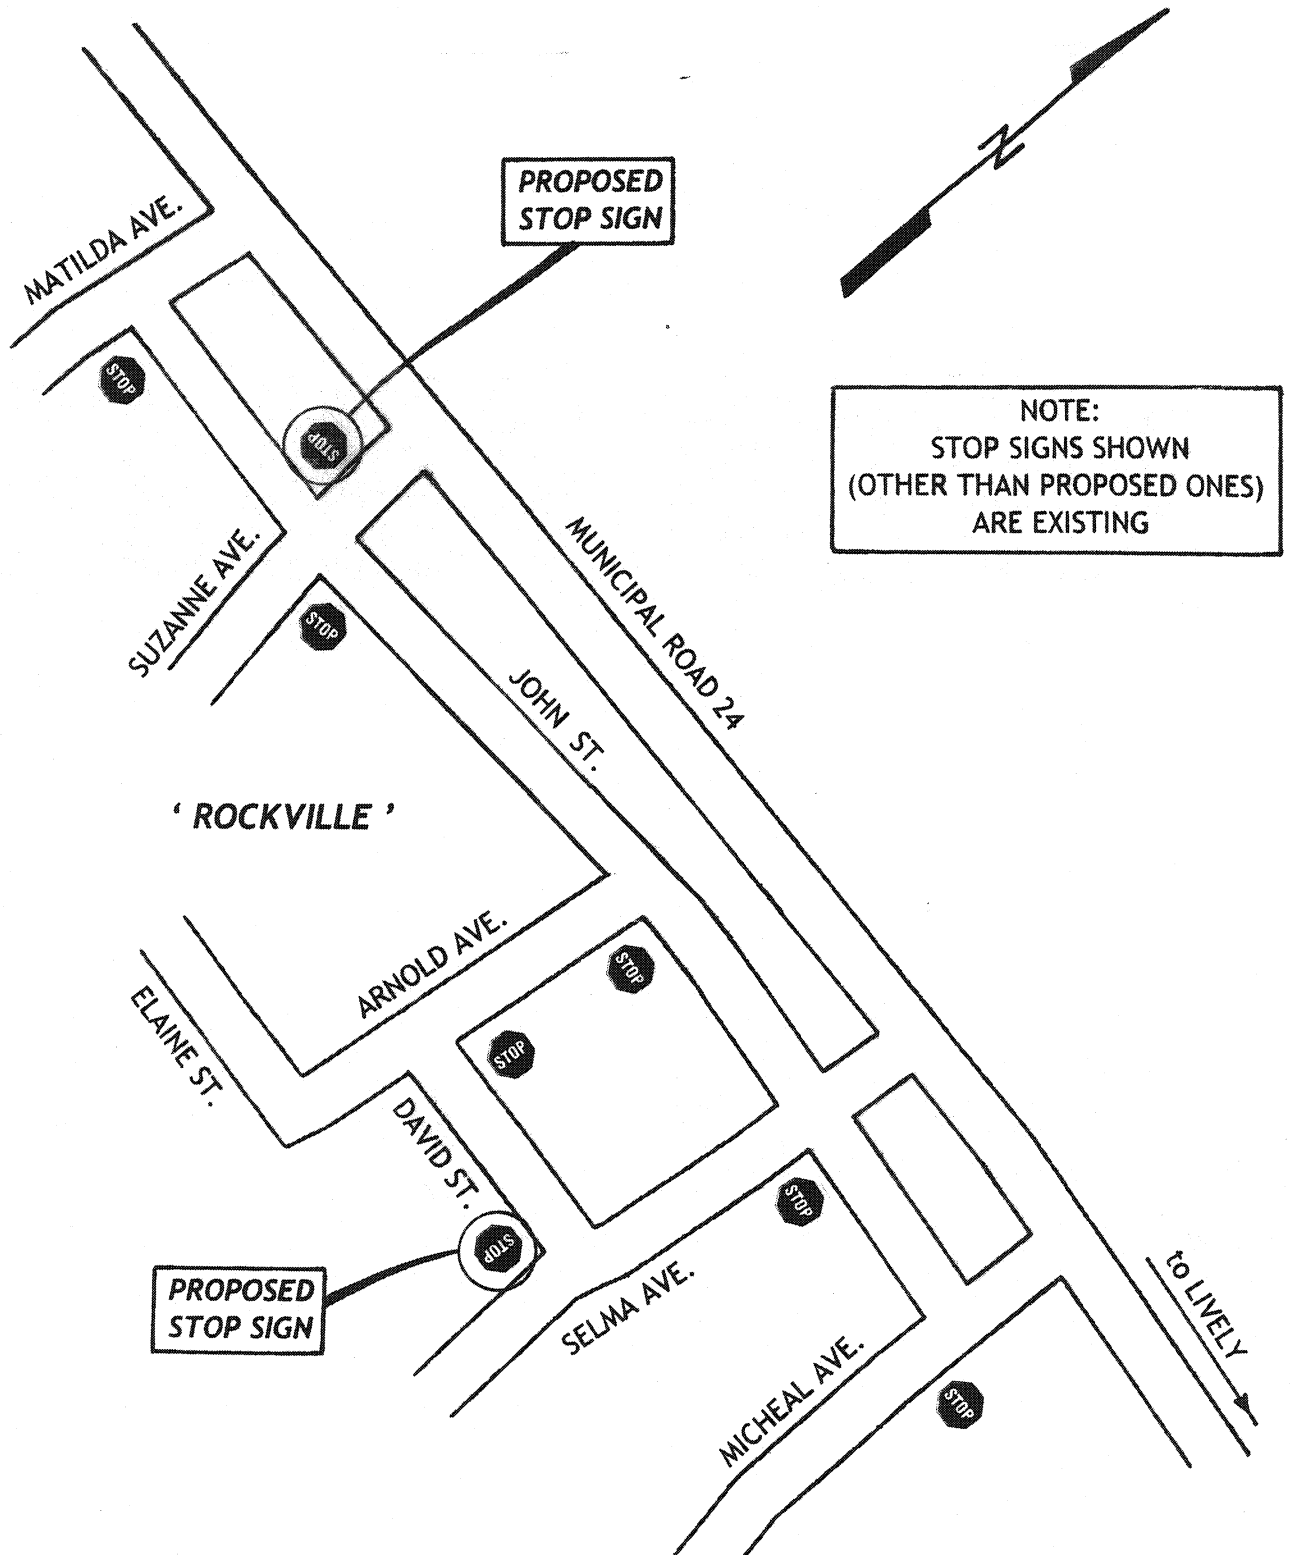 PROPOSED
STOP SIGN
N
MATILDA AVE.
STOP
STOP
NOTE:
STOP SIGNS SHOWN
(OTHER THAN PROPOSED ONES)
ARE EXISTING
SUZANNE AVE.
STOP
MUNICIPAL ROAD 24
JOHN ST.
' ROCKVILLE '
ARNOLD AVE.
STOP
ELAINE ST.
STOP
DAVID ST.
STOP
STOP
PROPOSED
STOP SIGN
SELMA AVE.
to LIVELY
MICHEAL AVE.
STOP